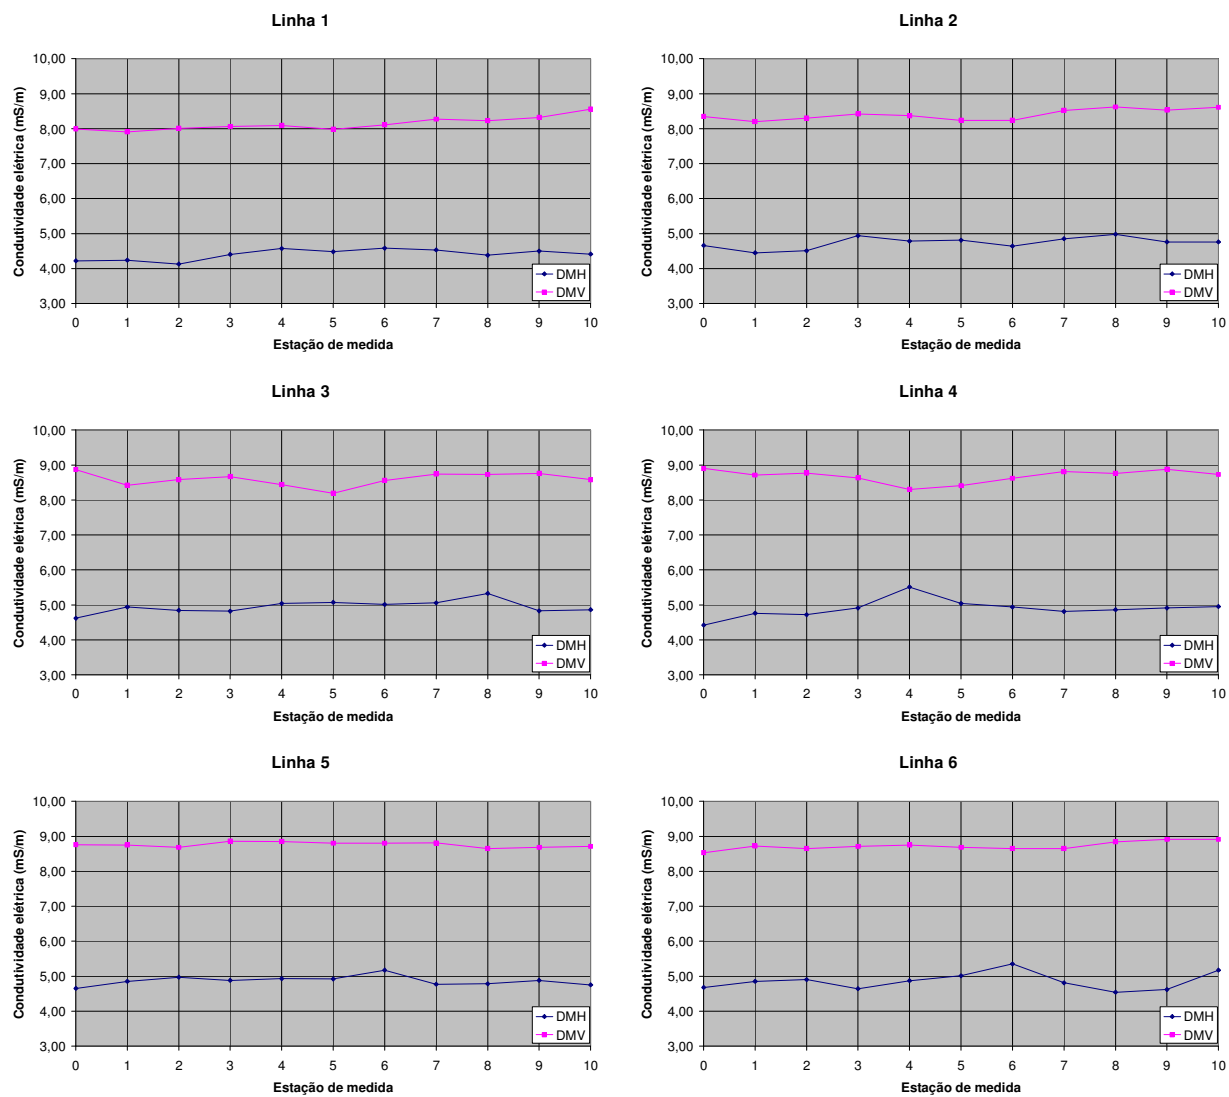 Linha 1
Condutividade elétrica (mS/m)
10,00
9,00
8,00
7,00
6,00
5,00
4,00
3,00
DMH
DMV
0 1 2 3 4 5 6 7 8 9 10
Estação de medida
Linha 2
Condutividade elétrica (mS/m)
10,00
9,00
8,00
7,00
6,00
5,00
4,00
3,00
DMH
DMV
0 1 2 3 4 5 6 7 8 9 10
Estação de medida
Linha 3
Condutividade elétrica (mS/m)
10,00
9,00
8,00
7,00
6,00
5,00
4,00
3,00
DMH
DMV
0 1 2 3 4 5 6 7 8 9 10
Estação de medida
Linha 4
Condutividade elétrica (mS/m)
10,00
9,00
8,00
7,00
6,00
5,00
4,00
3,00
DMH
DMV
0 1 2 3 4 5 6 7 8 9 10
Estação de medida
Linha 5
Condutividade elétrica (mS/m)
10,00
9,00
8,00
7,00
6,00
5,00
4,00
3,00
DMH
DMV
0 1 2 3 4 5 6 7 8 9 10
Estação de medida
Linha 6
Condutividade elétrica (mS/m)
10,00
9,00
8,00
7,00
6,00
5,00
4,00
3,00
DMH
DMV
0 1 2 3 4 5 6 7 8 9 10
Estação de medida